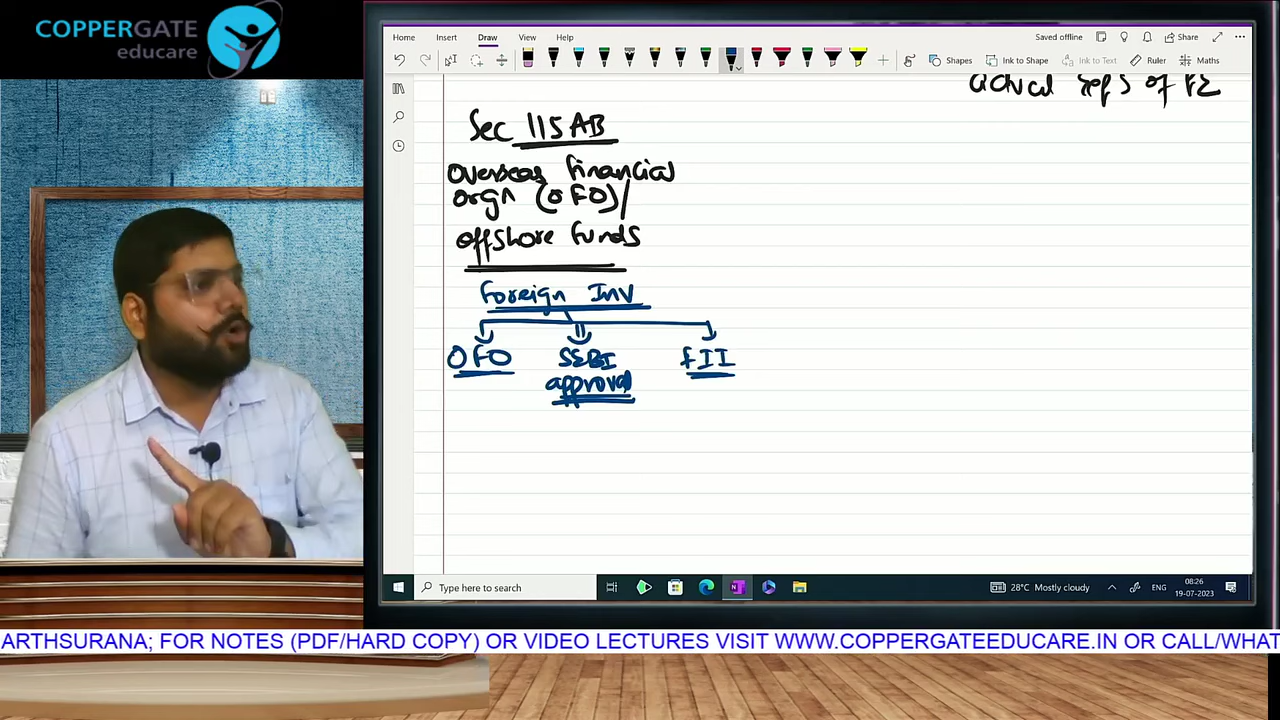 COPPERGATE
educare
Home Insert Draw View Help
Saved offline
Share
Shapes Ink to Shape Ink to Text Ruler Maths
actual of
Sec 115AB
overseas financial
orgn (OFO)/
offshore funds
Foreign Inv
OFO SEBI FII
approval
Type here to search
28°C Mostly cloudy
ENG
08:26
19-07-2023
ARTHSURANA; FOR NOTES (PDF/HARD COPY) OR VIDEO LECTURES VISIT WWW.COPPERGATEEDUCARE.IN OR CALL/WHAT